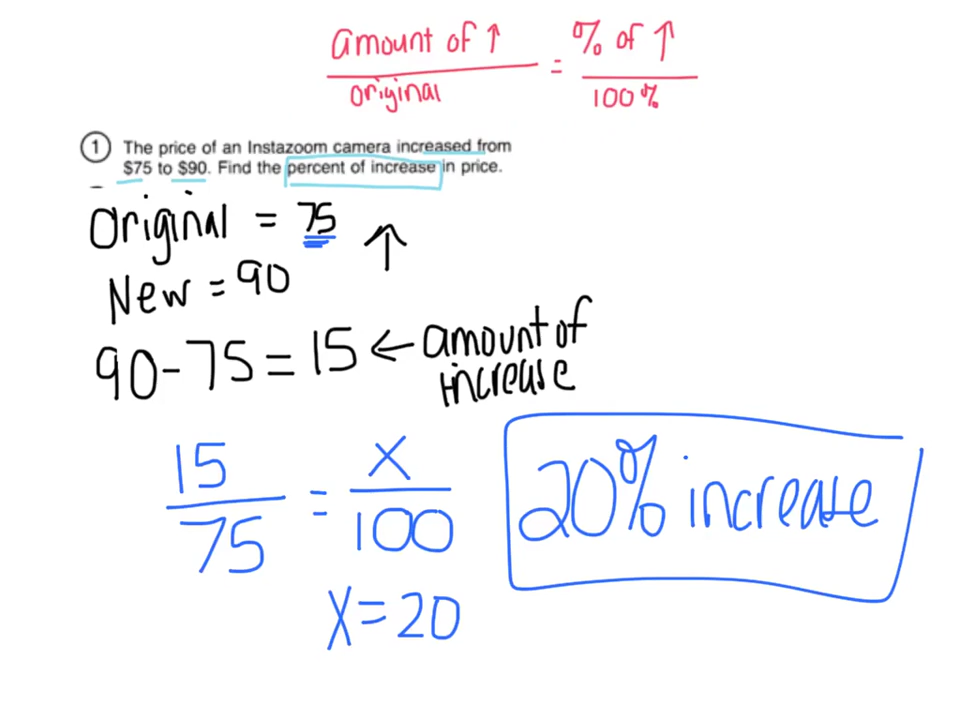 amount of ↑ = % of ↑
original 100%
1 The price of an Instazoom camera increased from
$75 to $90. Find the percent of increase in price.
Original = 75 ↑
New = 90
90-75=15 ← amount of
increase
15 = x
75 100
x=20
20% increase